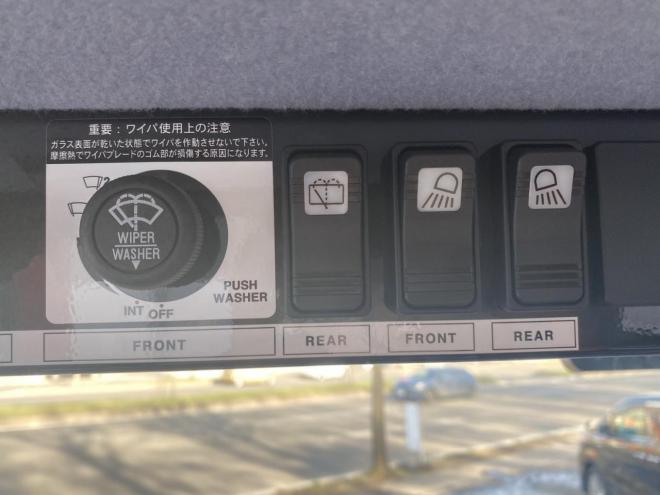 重要：ワイパ使用上の注意
ガラス表面が乾いた状態でワイパを作動させないで下さい。
摩擦熱でワイパブレードのゴム部が損傷する原因になります。
2
WIPER
WASHER
PUSH
WASHER
INT OFF
FRONT
REAR
FRONT
REAR